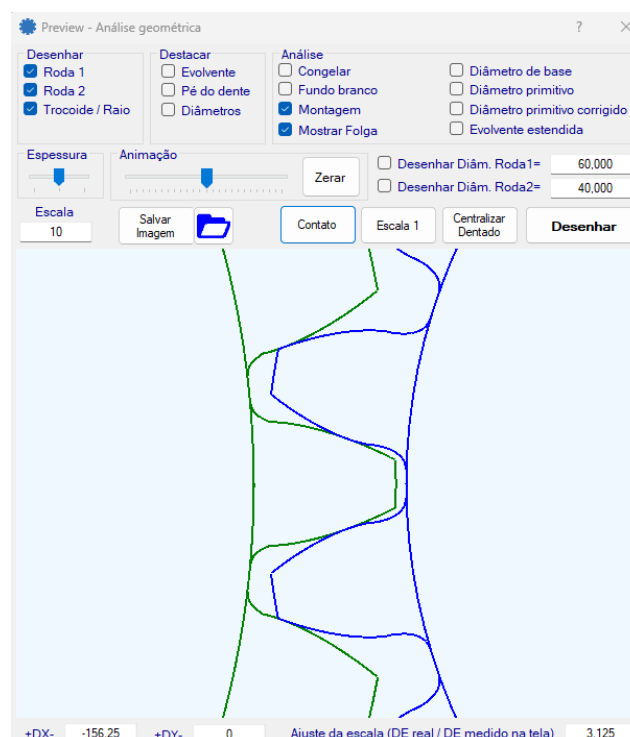 Preview - Análise geométrica ?
Desenhar Destacar Análise
Roda 1 Evolvente Congelar Diâmetro de base
Roda 2 Pé do dente Fundo branco Diâmetro primitivo
Trocoide / Raio Diâmetros Montagem Diâmetro primitivo corrigido
Mostrar Folga Evolvente estendida
Espessura Animação Zerar Desenhar Diâm. Roda1= 60,000
Desenhar Diâm. Roda2= 40,000
Escala
10
Salvar
Imagem
Contato Escala 1
Centralizar
Dentado
Desenhar
+DX- -156,25 +DY- 0 Ajuste da escala (DE real / DE medido na tela) 3,125